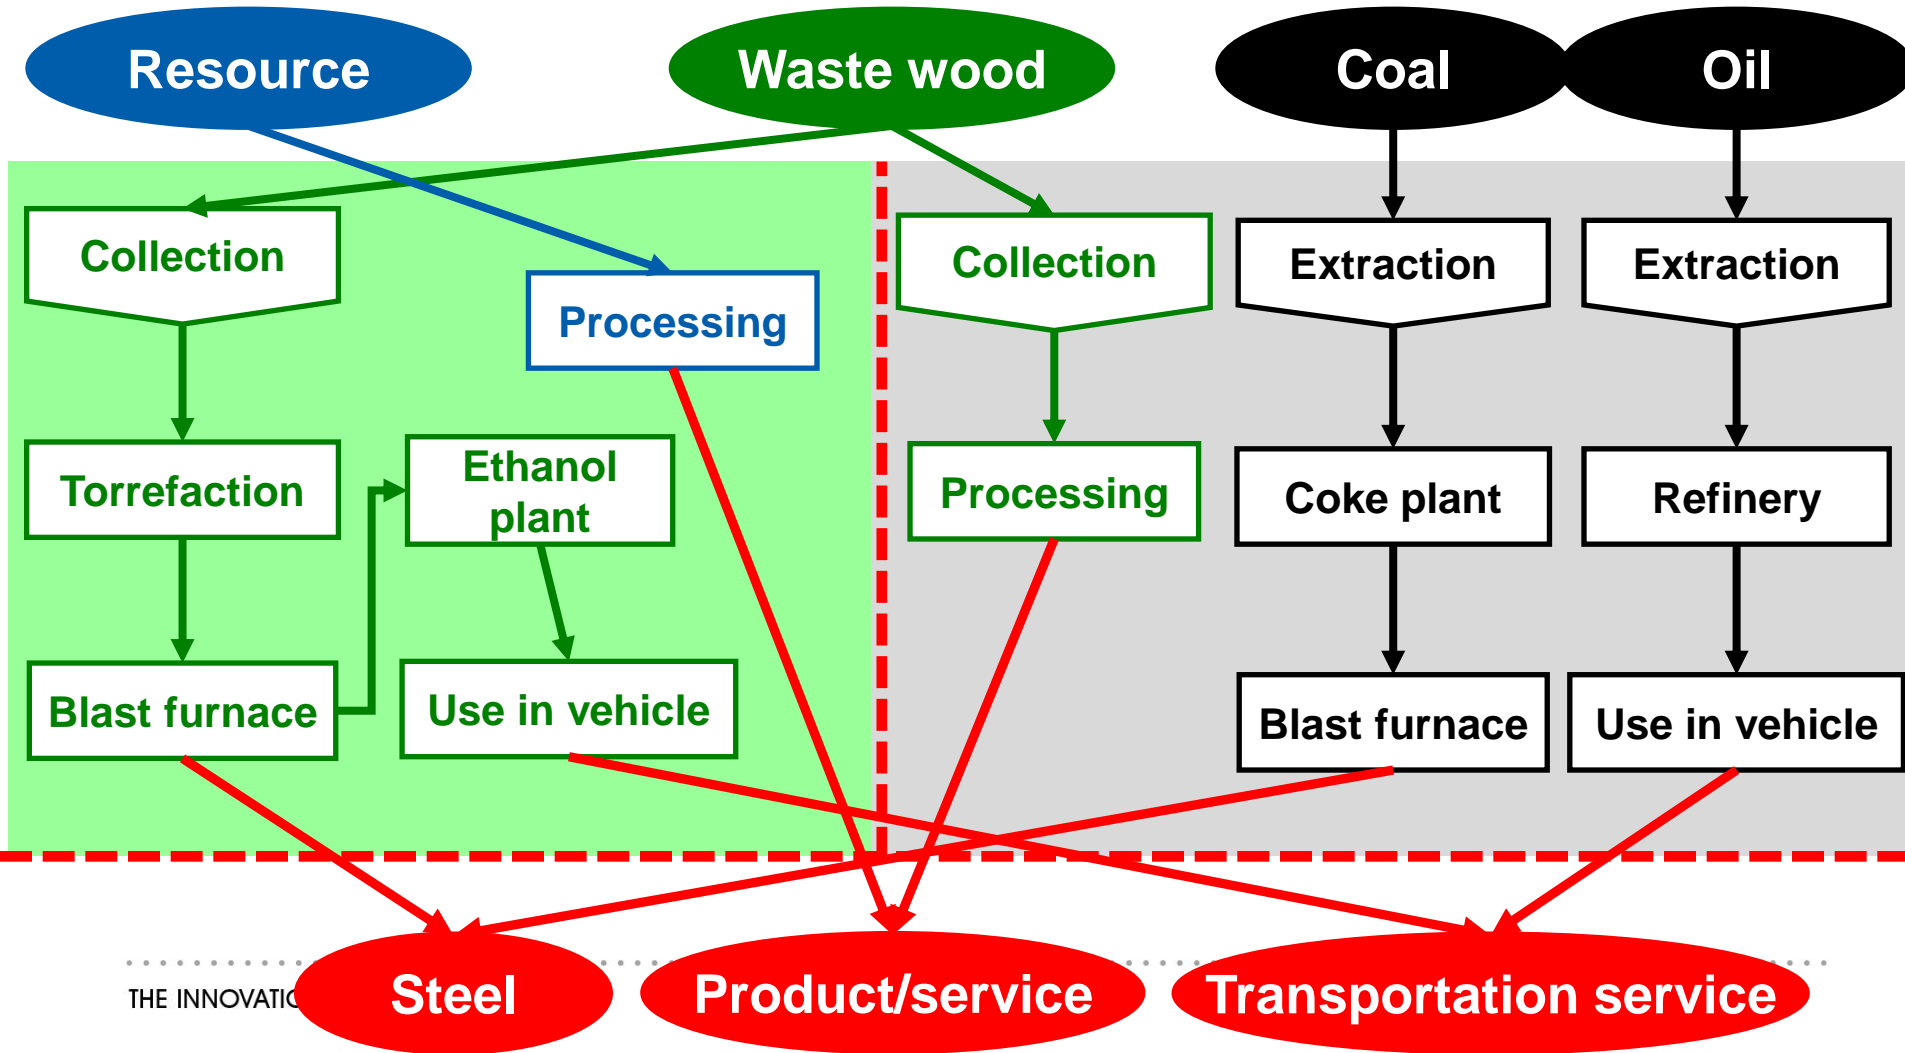 Resource
Waste wood
Coal
Oil
Collection
Processing
Collection
Extraction
Extraction
Torrefaction
Ethanol
plant
Processing
Coke plant
Refinery
Blast furnace
Use in vehicle
Blast furnace
Use in vehicle
THE
Steel
Product/service
Transportation service